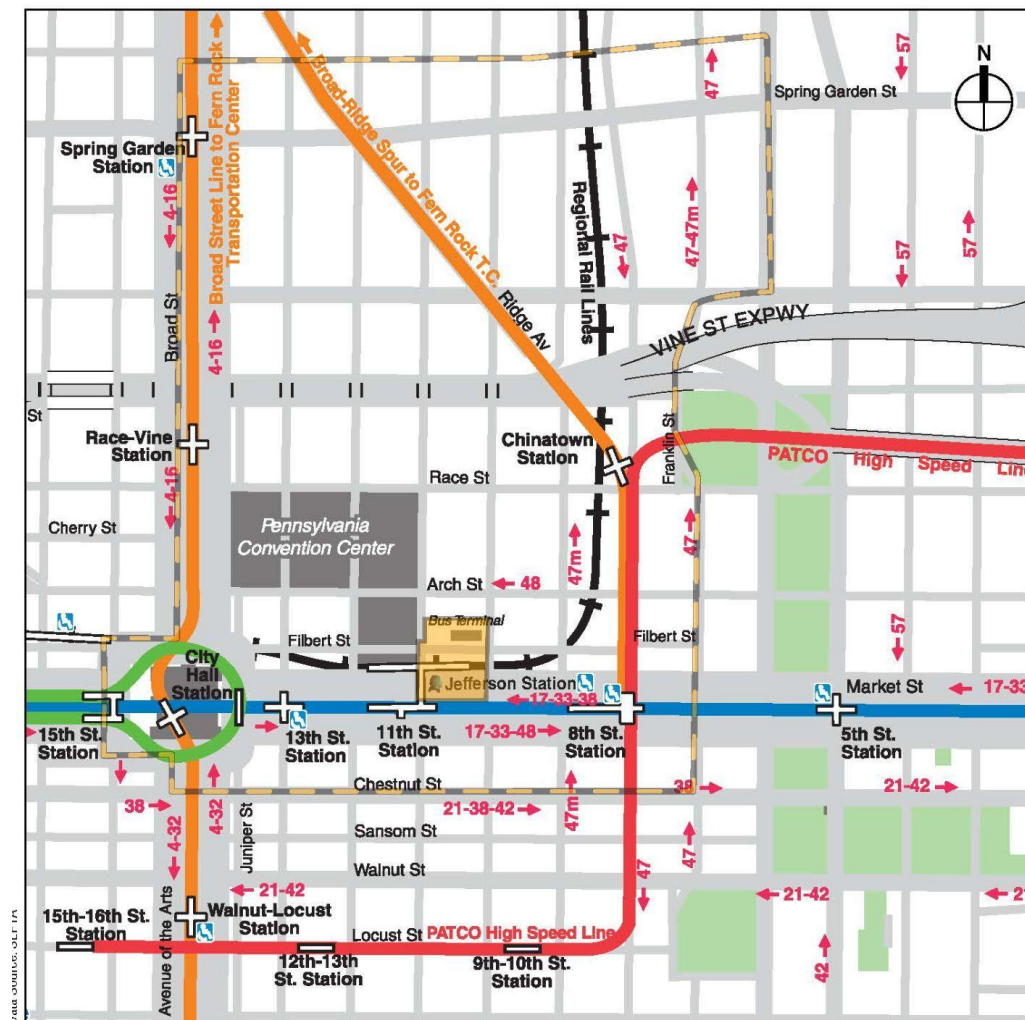 N
57
47
Spring Garden St
Broad Street Line to Fern Rock
Transportation Center
Broad-Ridge Spur to Fern Rock T.C.
Spring Garden
Station
4-16
Regional Rail Lines
47
47-47m
57
57
Broad St
4-16
Ridge Av
VINE ST EXPWY
St
Race-Vine
Station
Chinatown
Station
Franklin St
PATCO High Speed Line
4-16
Race St
Cherry St
Pennsylvania
Convention Center
47m
47
Arch St
48
Bus Terminal
Filbert St
Filbert St
57
City
Hall
Station
Jefferson Station
Market St
17-33-38
17-33
15th St.
Station
13th St.
Station
11th St.
Station
17-33-48
8th St.
Station
5th St.
Station
Chestnut St
38
21-42
38
4-32
4-32
Juniper St
21-38-42
47m
Sansom St
47
Walnut St
21-42
47
21-42
21
15th-16th St.
Station
Avenue of the Arts
Walnut-Locust
Station
Locust St
PATCO High Speed Line
12th-13th
St. Station
9th-10th St.
Station
42